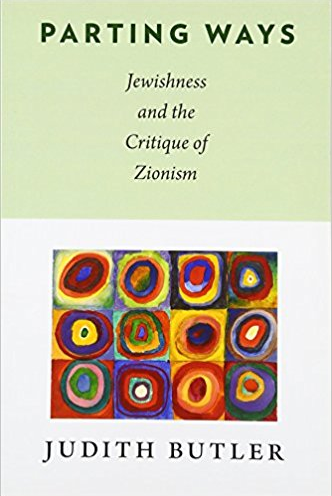 PARTING WAYS
Jewishness
and the
Critique of
Zionism
JUDITH BUTLER